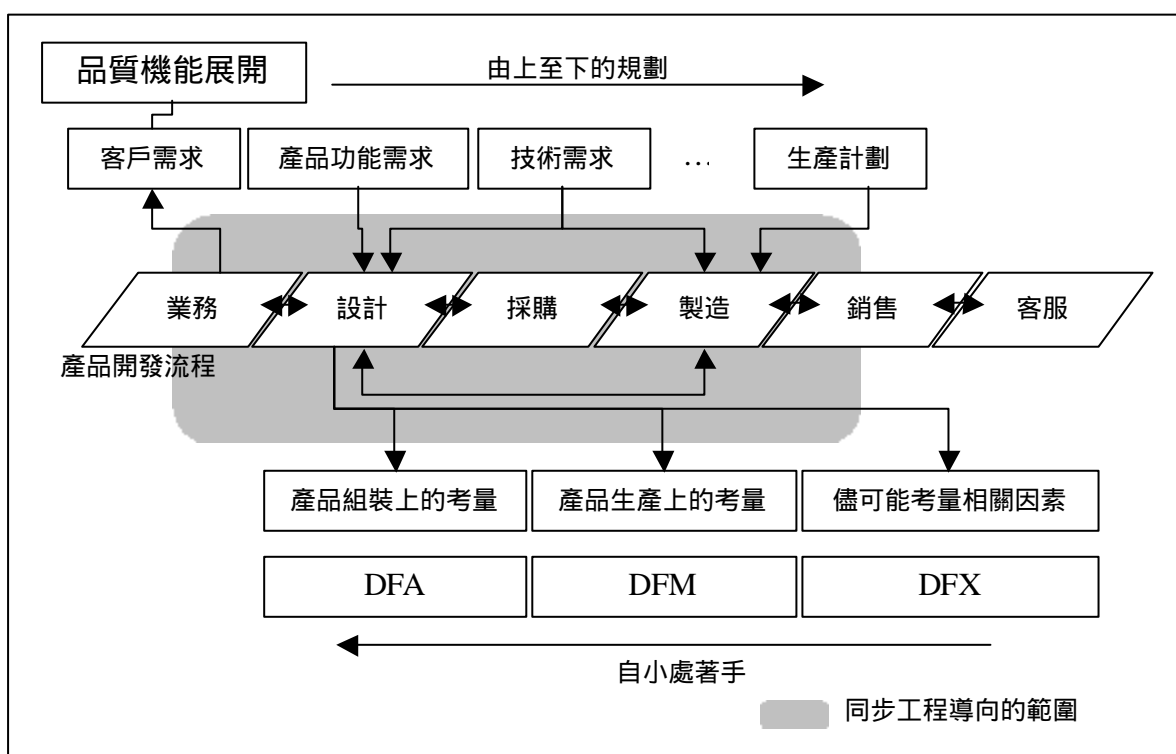 品質機能展開
由上至下的規劃
客戶需求
產品功能需求
技術需求
…
生產計劃
業務
設計
採購
製造
銷售
客服
產品開發流程
產品組裝上的考量
產品生產上的考量
儘可能考量相關因素
DFA
DFM
DFX
自小處著手
同步工程導向的範圍